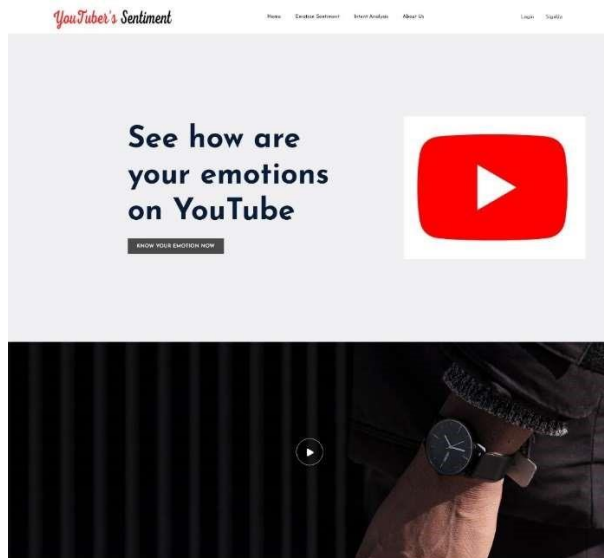 YouTuber's Sentiment
Home Emotion Sentiment Intent Analysis About Us
Login SignUp
See how are
your emotions
on YouTube
KNOW YOUR EMOTION NOW